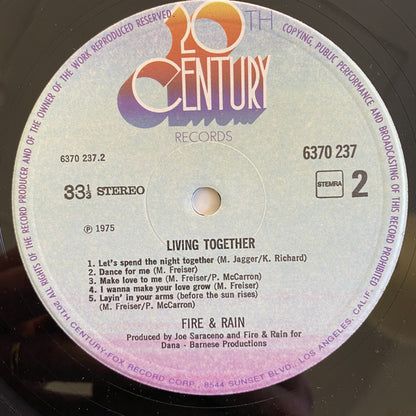 ALL RIGHTS OF THE RECORD PRODUCER AND OF THE OWNER OF THE WORK REPRODUCED RESERVED. COPYING, PUBLIC PERFORMANCE AND BROADCASTING OF THIS RECORD PROHIBITED
20TH
CENTURY
RECORDS
6370 237.2
6370 237
33⅓ STEREO
STEMRA
2
℗ 1975
LIVING TOGETHER
1. Let's spend the night together (M. Jagger/K. Richard)
2. Dance for me (M. Freiser)
3. Make love to me (M. Freiser/P. McCarron)
4. I wanna make your love grow (M. Freiser)
5. Layin' in your arms (before the sun rises)
(M. Freiser/P. McCarron)
FIRE & RAIN
Produced by Joe Saraceno and Fire & Rain for
Dana - Barnese Productions
20TH CENTURY-FOX RECORD CORP., 8544 SUNSET BLVD., LOS ANGELES, CALIF.